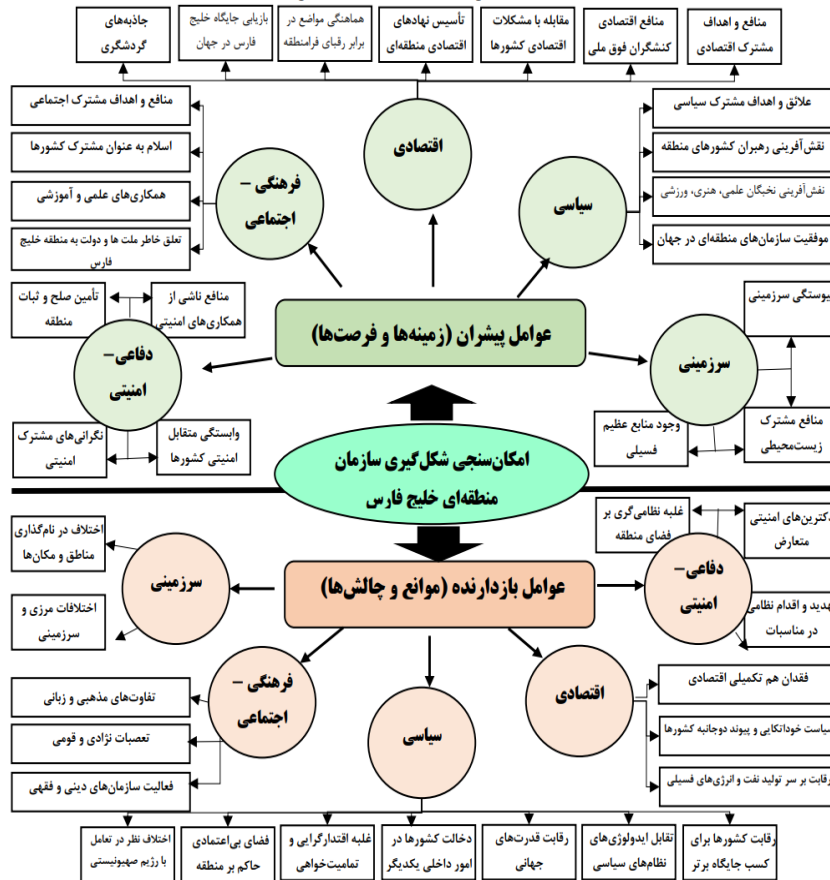 منافع و اهداف
مشترک اقتصادی
منافع اقتصادی
کنشگران فوق ملی
مقابله با مشکلات
اقتصادی کشورها
تأسیس نهادهای
اقتصادی منطقه‌ای
هماهنگی مواضع در
برابر رقبای فرامنطقه
بازیابی جایگاه خلیج
فارس در جهان
جاذبه‌های
گردشگری
اقتصادی
علائق و اهداف مشترک سیاسی
نقش‌آفرینی رهبران کشورهای منطقه
نقش‌آفرینی نخبگان علمی، هنری، ورزشی
موفقیت سازمان‌های منطقه‌ای در جهان
سیاسی
منافع و اهداف مشترک اجتماعی
اسلام به عنوان مشترک کشورها
همکاری‌های علمی و آموزشی
تعلق خاطر ملت ها و دولت به منطقه خلیج
فارس
فرهنگی –
اجتماعی
پیوستگی سرزمینی
سرزمینی
منافع مشترک
زیست‌محیطی
وجود منابع عظیم
فسیلی
عوامل پیشران (زمینه‌ها و فرصت‌ها)
منافع ناشی از
همکاری‌های امنیتی
تأمین صلح و ثبات
منطقه
دفاعی–
امنیتی
وابستگی متقابل
امنیتی کشورها
نگرانی‌های مشترک
امنیتی
امکان‌سنجی شکل‌گیری سازمان
منطقه‌ای خلیج فارس
دکترین‌های امنیتی
متعارض
غلبه نظامی‌گری بر
فضای منطقه
دفاعی–
امنیتی
تهدید و اقدام نظامی
در مناسبات
عوامل بازدارنده (موانع و چالش‌ها)
سرزمینی
اختلاف در نام‌گذاری
مناطق و مکان‌ها
اختلافات مرزی و
سرزمینی
اقتصادی
فقدان هم تکمیلی اقتصادی
سیاست خوداتکایی و پیوند دوجانبه کشورها
رقابت بر سر تولید نفت و انرژی‌های فسیلی
فرهنگی –
اجتماعی
تفاوت‌های مذهبی و زبانی
تعصبات نژادی و قومی
فعالیت سازمان‌های دینی و فقهی
سیاسی
رقابت کشورها برای
کسب جایگاه برتر
تقابل ایدولوژی‌های
نظام‌های سیاسی
رقابت قدرت‌های
جهانی
دخالت کشورها در
امور داخلی یکدیگر
غلبه اقتدارگرایی و
تمامیت‌خواهی
فضای بی‌اعتمادی
حاکم بر منطقه
اختلاف نظر در تعامل
با رژیم صهیونیستی